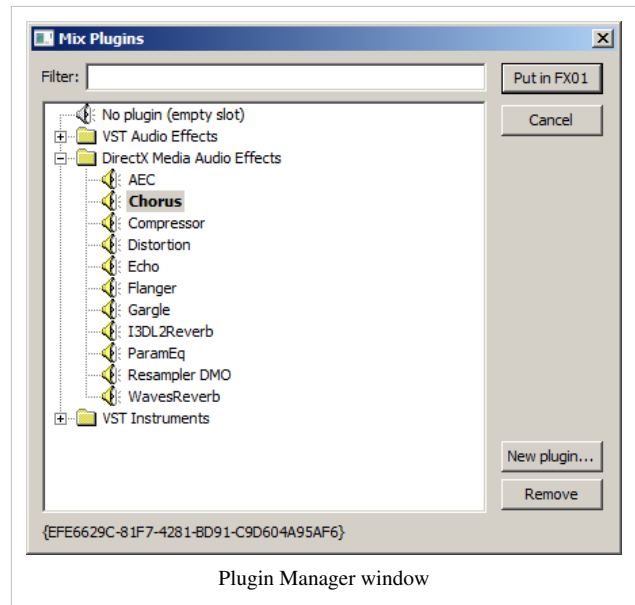 Mix Plugins
Filter:
Put in FX01
Cancel
No plugin (empty slot)
VST Audio Effects
DirectX Media Audio Effects
AEC
Chorus
Compressor
Distortion
Echo
Flanger
Gargle
I3DL2Reverb
ParamEq
Resampler DMO
WavesReverb
VST Instruments
New plugin...
Remove
{EFE6629C-81F7-4281-BD91-C9D604A95AF6}
Plugin Manager window